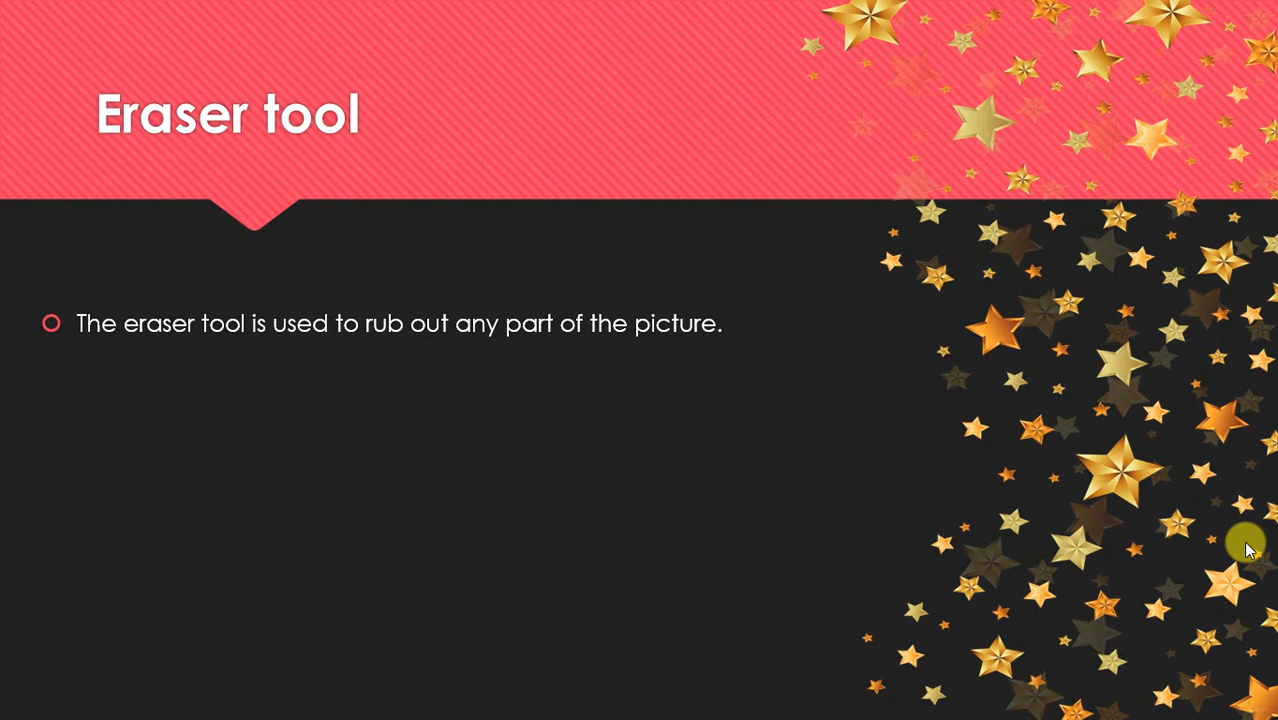 Eraser tool
The eraser tool is used to rub out any part of the picture.